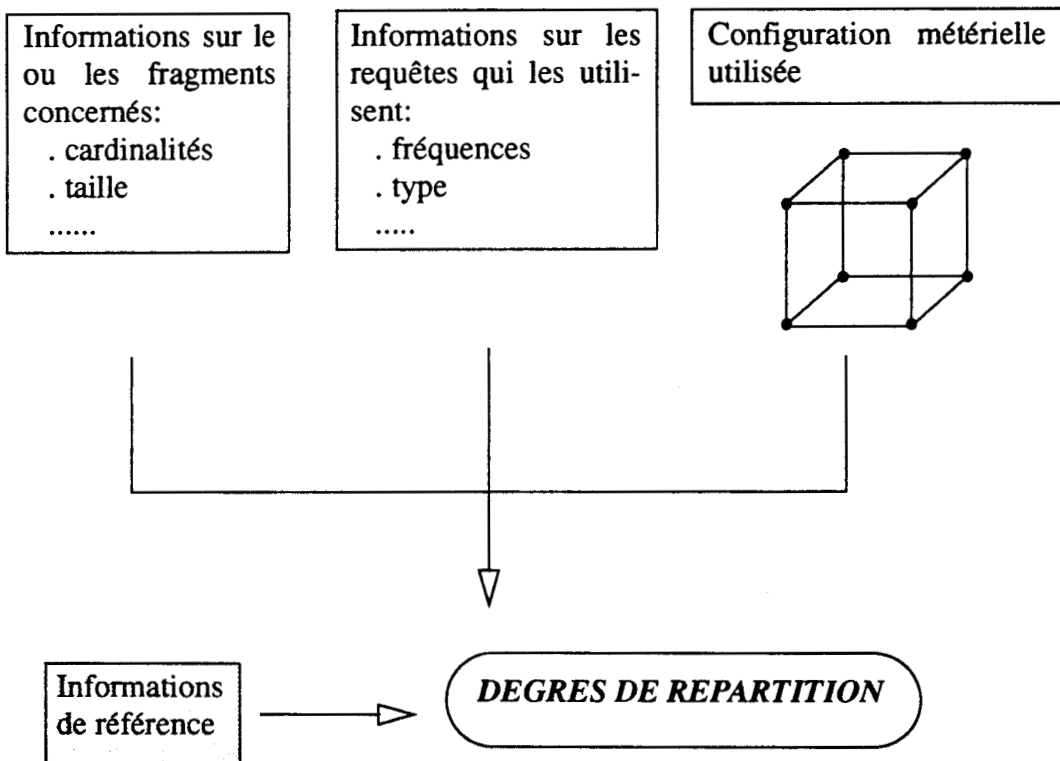 Informations sur le
ou les fragments
concernés:
. cardinalités
. taille
......
Informations sur les
requêtes qui les utili-
sent:
. fréquences
. type
.....
Configuration métérielle
utilisée
Informations
de référence
DEGRES DE REPARTITION